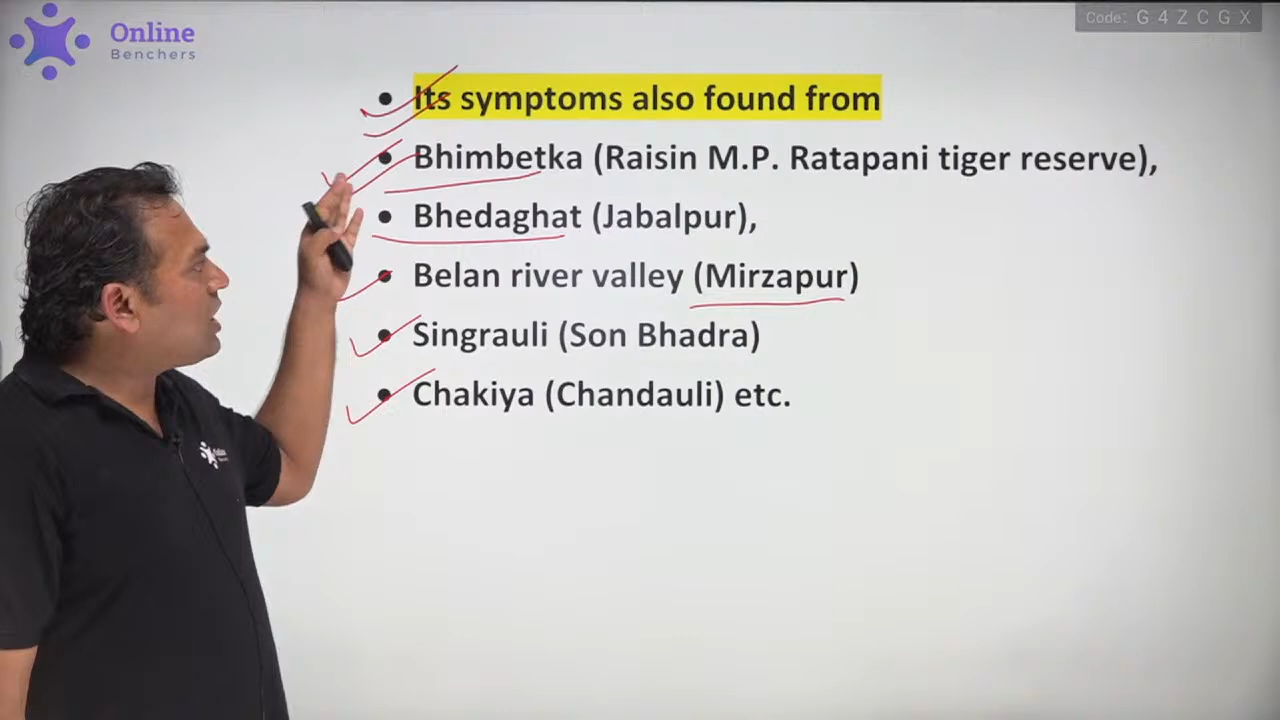 Online
Benchers
Code: G 4 Z C G X
• Its symptoms also found from
• Bhimbetka (Raisin M.P. Ratapani tiger reserve),
• Bhedaghat (Jabalpur),
• Belan river valley (Mirzapur)
• Singrauli (Son Bhadra)
• Chakiya (Chandauli) etc.